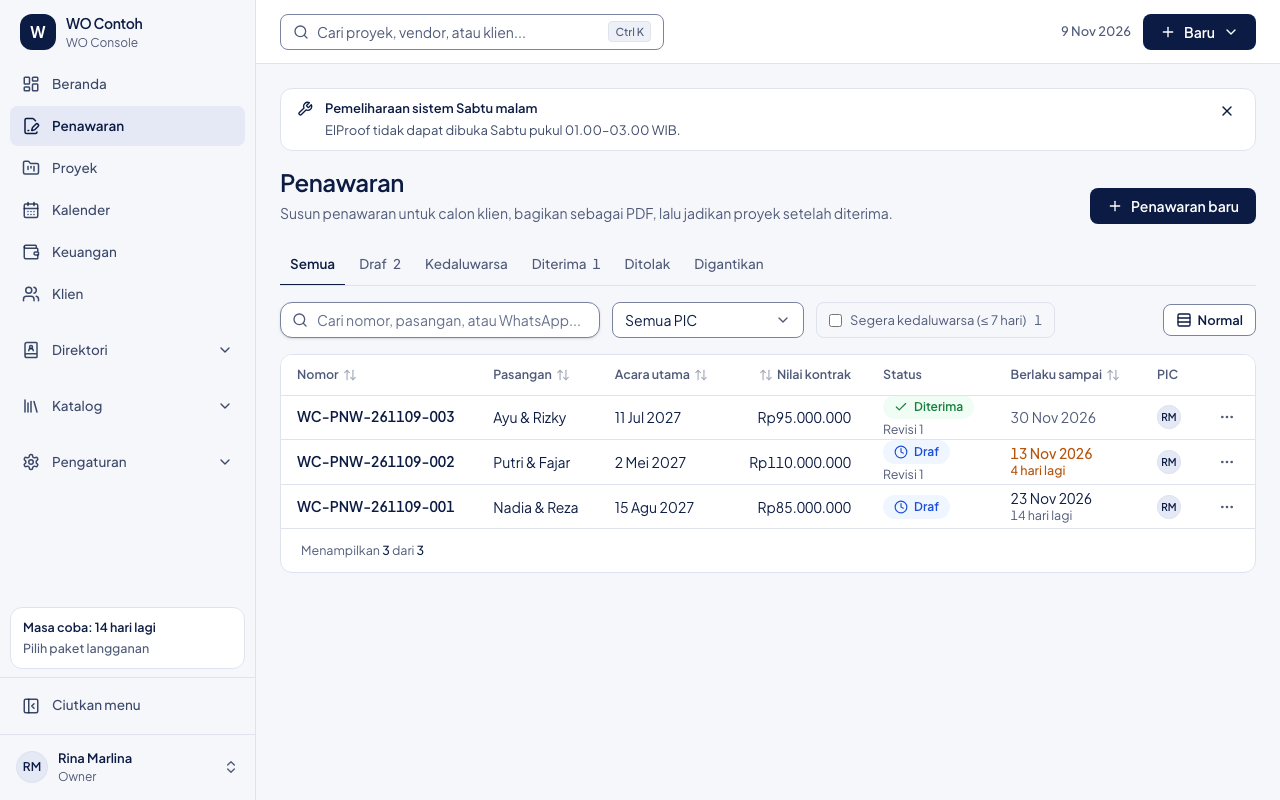 W
WO Contoh
WO Console
Beranda
Penawaran
Proyek
Kalender
Keuangan
Klien
Direktori
Katalog
Pengaturan
Masa coba: 14 hari lagi
Pilih paket langganan
Ciutkan menu
RM
Rina Marlina
Owner
Cari proyek, vendor, atau klien... Ctrl K
9 Nov 2026
Baru
Pemeliharaan sistem Sabtu malam
ElProof tidak dapat dibuka Sabtu pukul 01.00–03.00 WIB.
Penawaran
Susun penawaran untuk calon klien, bagikan sebagai PDF, lalu jadikan proyek setelah diterima.
Penawaran baru
Semua Draf 2 Kedaluwarsa Diterima 1 Ditolak Digantikan
Cari nomor, pasangan, atau WhatsApp... Semua PIC Segera kedaluwarsa (≤ 7 hari) 1 Normal
Nomor Pasangan Acara utama Nilai kontrak Status Berlaku sampai PIC
WC-PNW-261109-003 Ayu & Rizky 11 Jul 2027 Rp95.000.000 Diterima 30 Nov 2026 RM
Revisi 1
WC-PNW-261109-002 Putri & Fajar 2 Mei 2027 Rp110.000.000 Draf 13 Nov 2026 RM
Revisi 1 4 hari lagi
WC-PNW-261109-001 Nadia & Reza 15 Agu 2027 Rp85.000.000 Draf 23 Nov 2026 RM
14 hari lagi
Menampilkan 3 dari 3